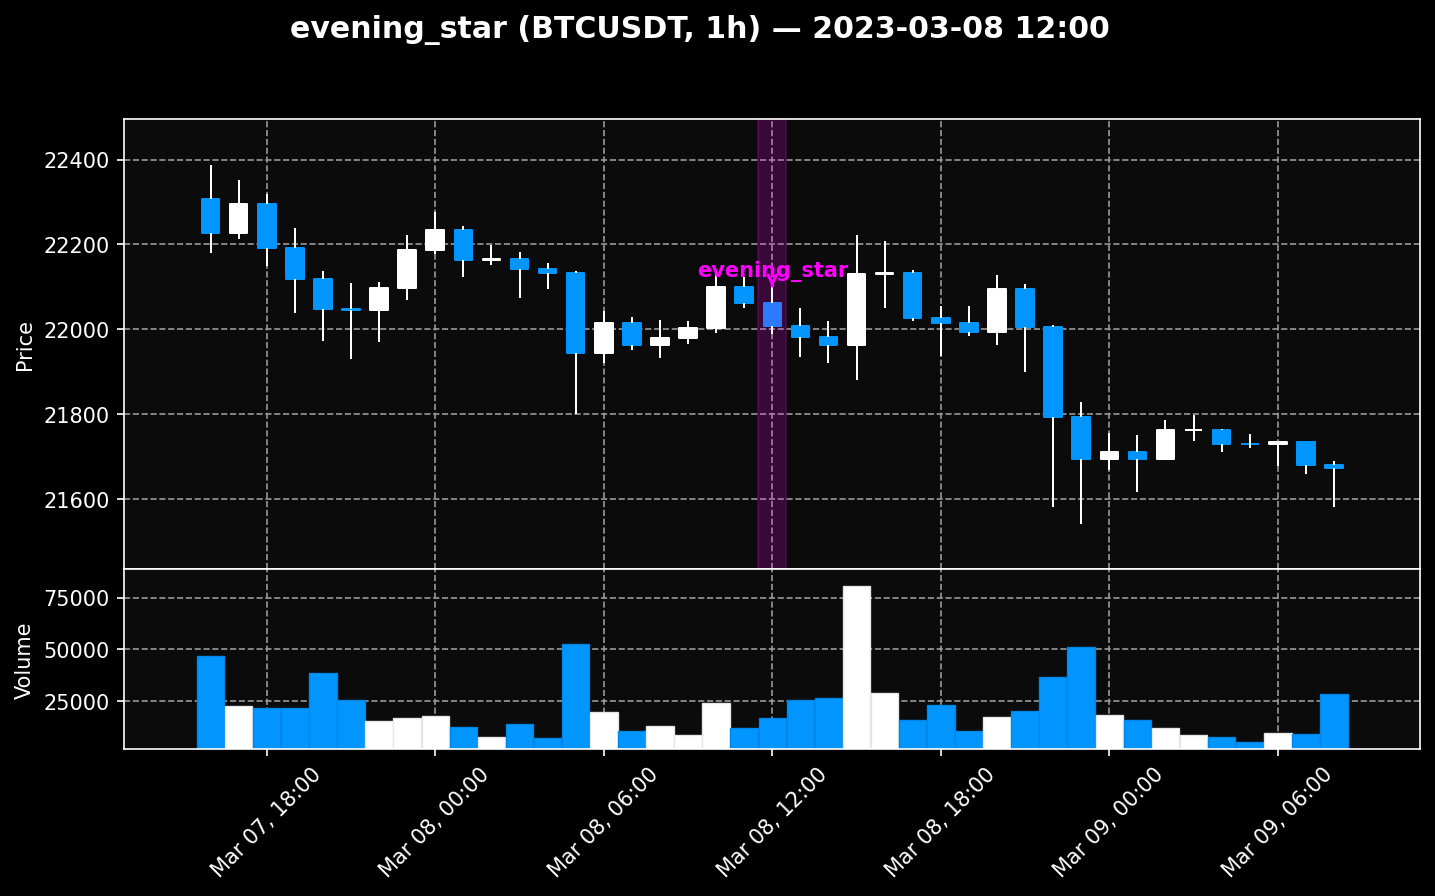 evening_star (BTCUSDT, 1h) — 2023-03-08 12:00
22400
22200
22000
21800
21600
Price
evening_star
75000
50000
25000
Volume
Mar 07, 18:00
Mar 08, 00:00
Mar 08, 06:00
Mar 08, 12:00
Mar 08, 18:00
Mar 09, 00:00
Mar 09, 06:00